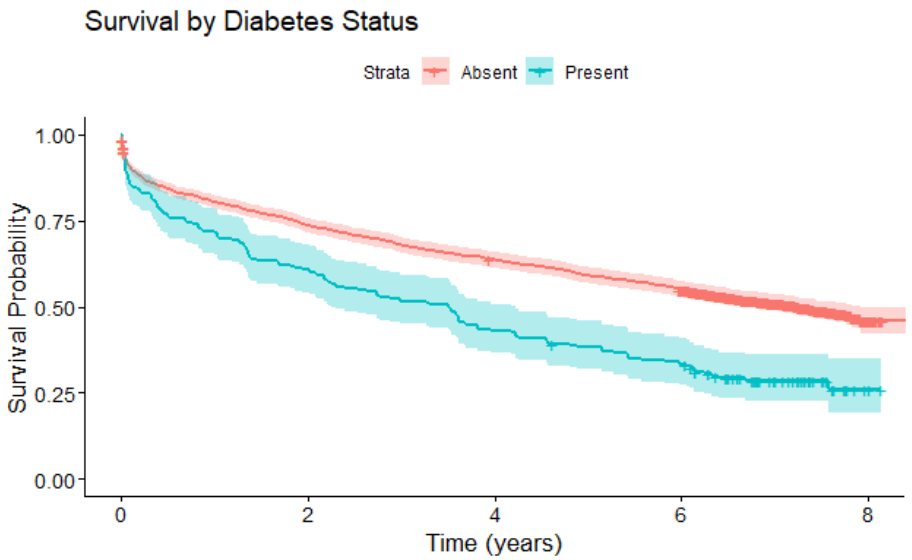 Survival by Diabetes Status
Strata Absent Present
Survival Probability
1.00
0.75
0.50
0.25
0.00
0 2 4 6 8
Time (years)